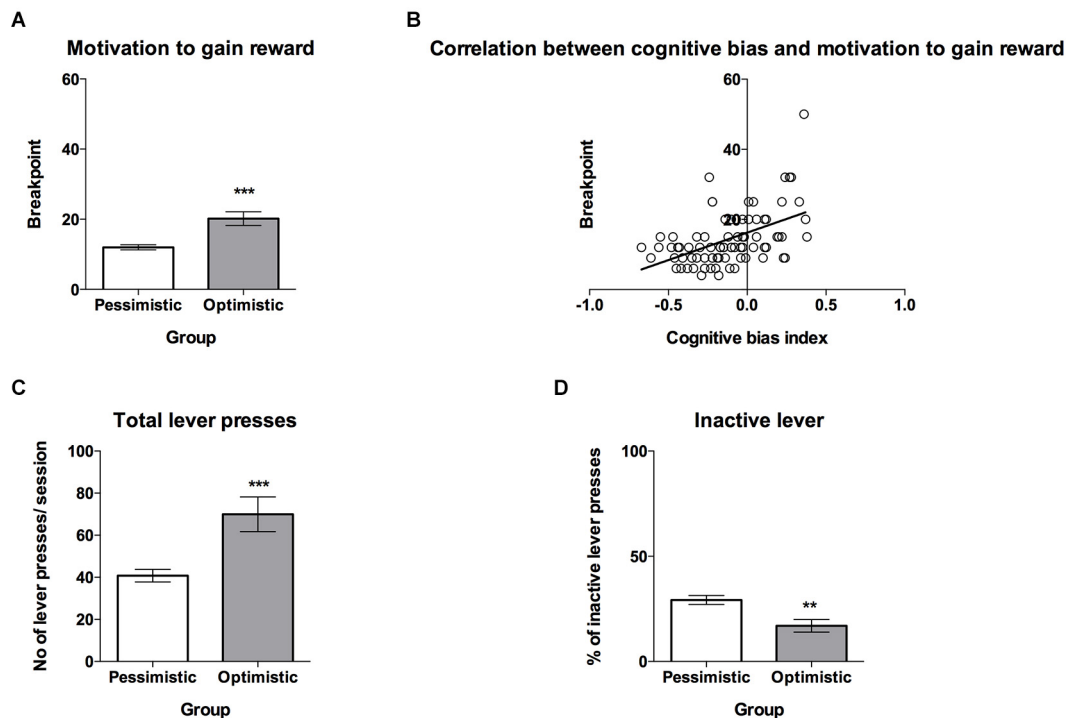 A
Motivation to gain reward
60
40
20
0
Breakpoint
***
Pessimistic Optimistic
Group
B
Correlation between cognitive bias and motivation to gain reward
60
40
20
0
Breakpoint
-1.0 -0.5 0.0 0.5 1.0
Cognitive bias index
C
Total lever presses
100
80
60
40
20
0
No of lever presses/ session
***
Pessimistic Optimistic
Group
D
Inactive lever
100
50
0
% of inactive lever presses
**
Pessimistic Optimistic
Group